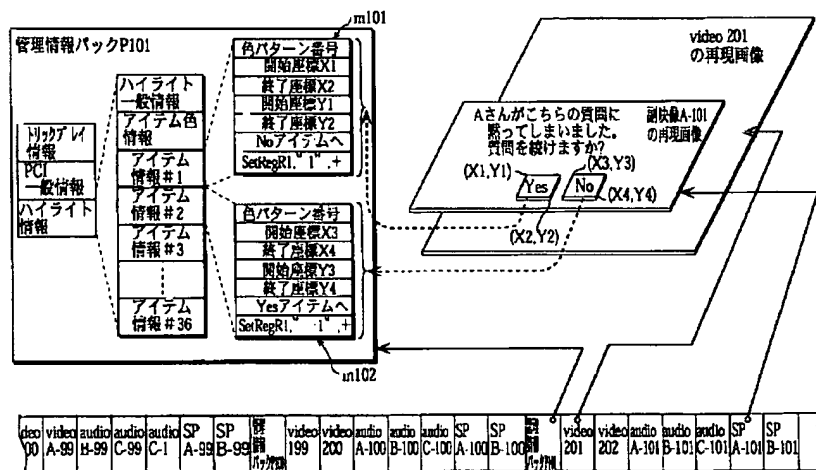 管理情報パックP101
トリックプレイ
情報
PCI
一般情報
ハイライト
情報
ハイライト
一般情報
アイテム色
情報
アイテム
情報#1
アイテム
情報#2
アイテム
情報#3
アイテム
情報#36
m101
色パターン番号
開始座標X1
終了座標X2
開始座標Y1
終了座標Y2
Noアイテムへ
SetRegR1,"1",+
色パターン番号
開始座標X3
終了座標X4
開始座標Y3
終了座標Y4
Yesアイテムへ
SetRegR1,"-1",+
m102
video 201
の再現画像
Aさんがこちらの質問に
黙ってしまいました。
質問を続けますか?
副映像A-101
の再現画像
(X1,Y1)
(X3,Y3)
Yes
No
(X4,Y4)
(X2,Y2)
deo
00
video
A-99
audio
B-99
audio
C-99
audio
C-1
SP
A-99
SP
B-99
video
199
video
200
audio
A-100
audio
B-100
audio
C-100
SP
A-100
SP
B-100
video
201
video
202
audio
A-101
audio
B-101
audio
C-101
SP
A-101
SP
B-101